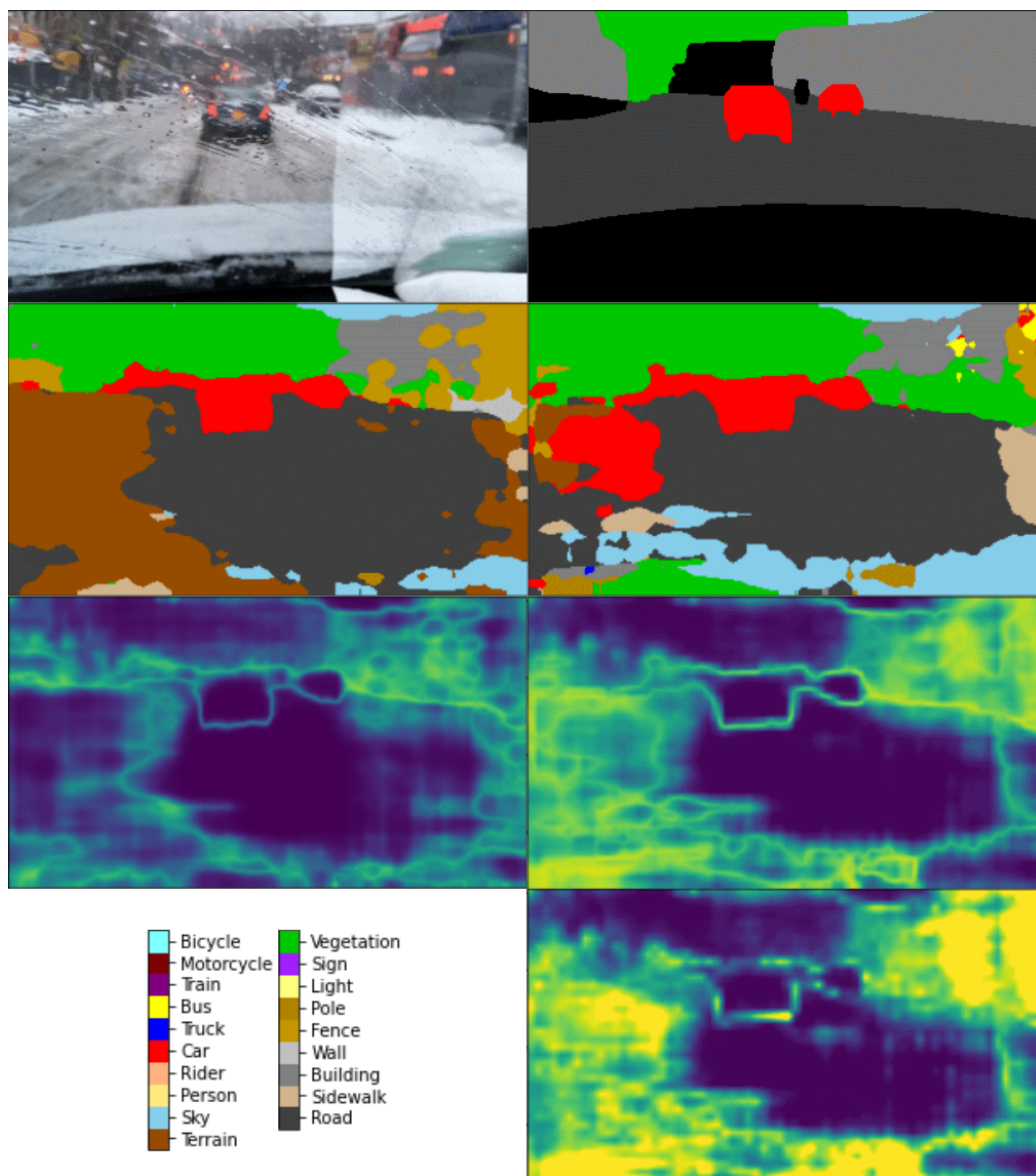 Bicycle
Motorcycle
Train
Bus
Truck
Car
Rider
Person
Sky
Terrain
Vegetation
Sign
Light
Pole
Fence
Wall
Building
Sidewalk
Road